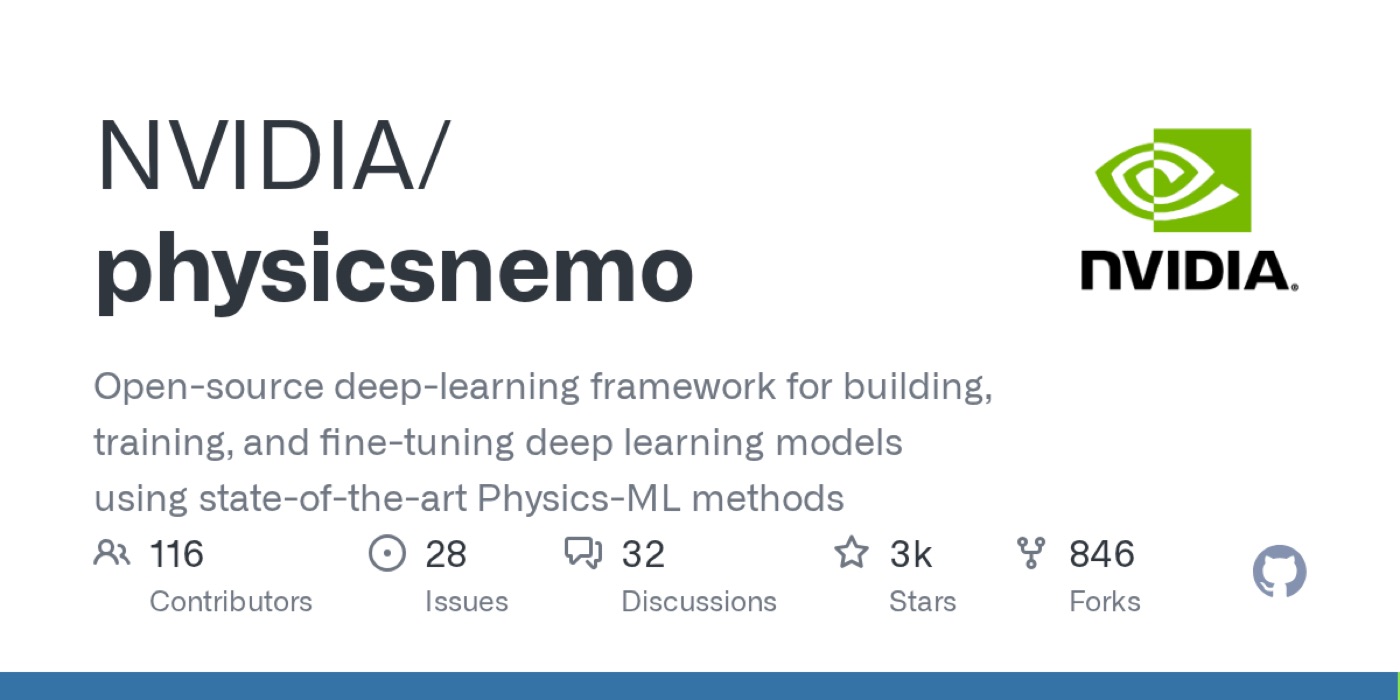 NVIDIA/
physicsnemo
NVIDIA®
Open-source deep-learning framework for building,
training, and fine-tuning deep learning models
using state-of-the-art Physics-ML methods
116
Contributors
28
Issues
32
Discussions
3k
Stars
846
Forks